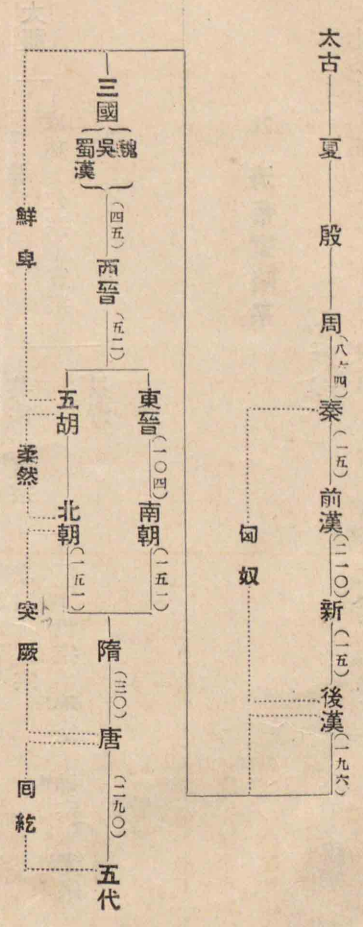 太古
夏
殷
周
(八六四)
秦
(一五)
前漢
(二一〇)
新
(一五)
後漢
(一九六)
匈奴
三國
魏
吳
蜀漢
(四五)
西晉
(五二)
東晉
(一〇四)
南朝
(一五一)
五胡
北朝
(一五一)
隋
(三〇)
唐
(二九〇)
五代
鮮卑
柔然
突厥
囘紇